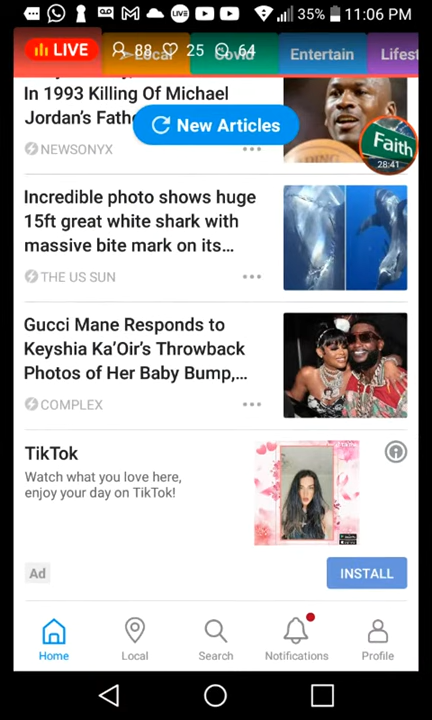 LIVE
35%
11:06 PM
LIVE
88
25
64
Local
Covid
Entertain
Lifest
In 1993 Killing Of Michael
Jordan's Fathe
New Articles
NEWSONYX
Faith
28:41
Incredible photo shows huge
15ft great white shark with
massive bite mark on its...
THE US SUN
Gucci Mane Responds to
Keyshia Ka'Oir's Throwback
Photos of Her Baby Bump,...
COMPLEX
TikTok
Watch what you love here,
enjoy your day on TikTok!
Ad
INSTALL
Home
Local
Search
Notifications
Profile